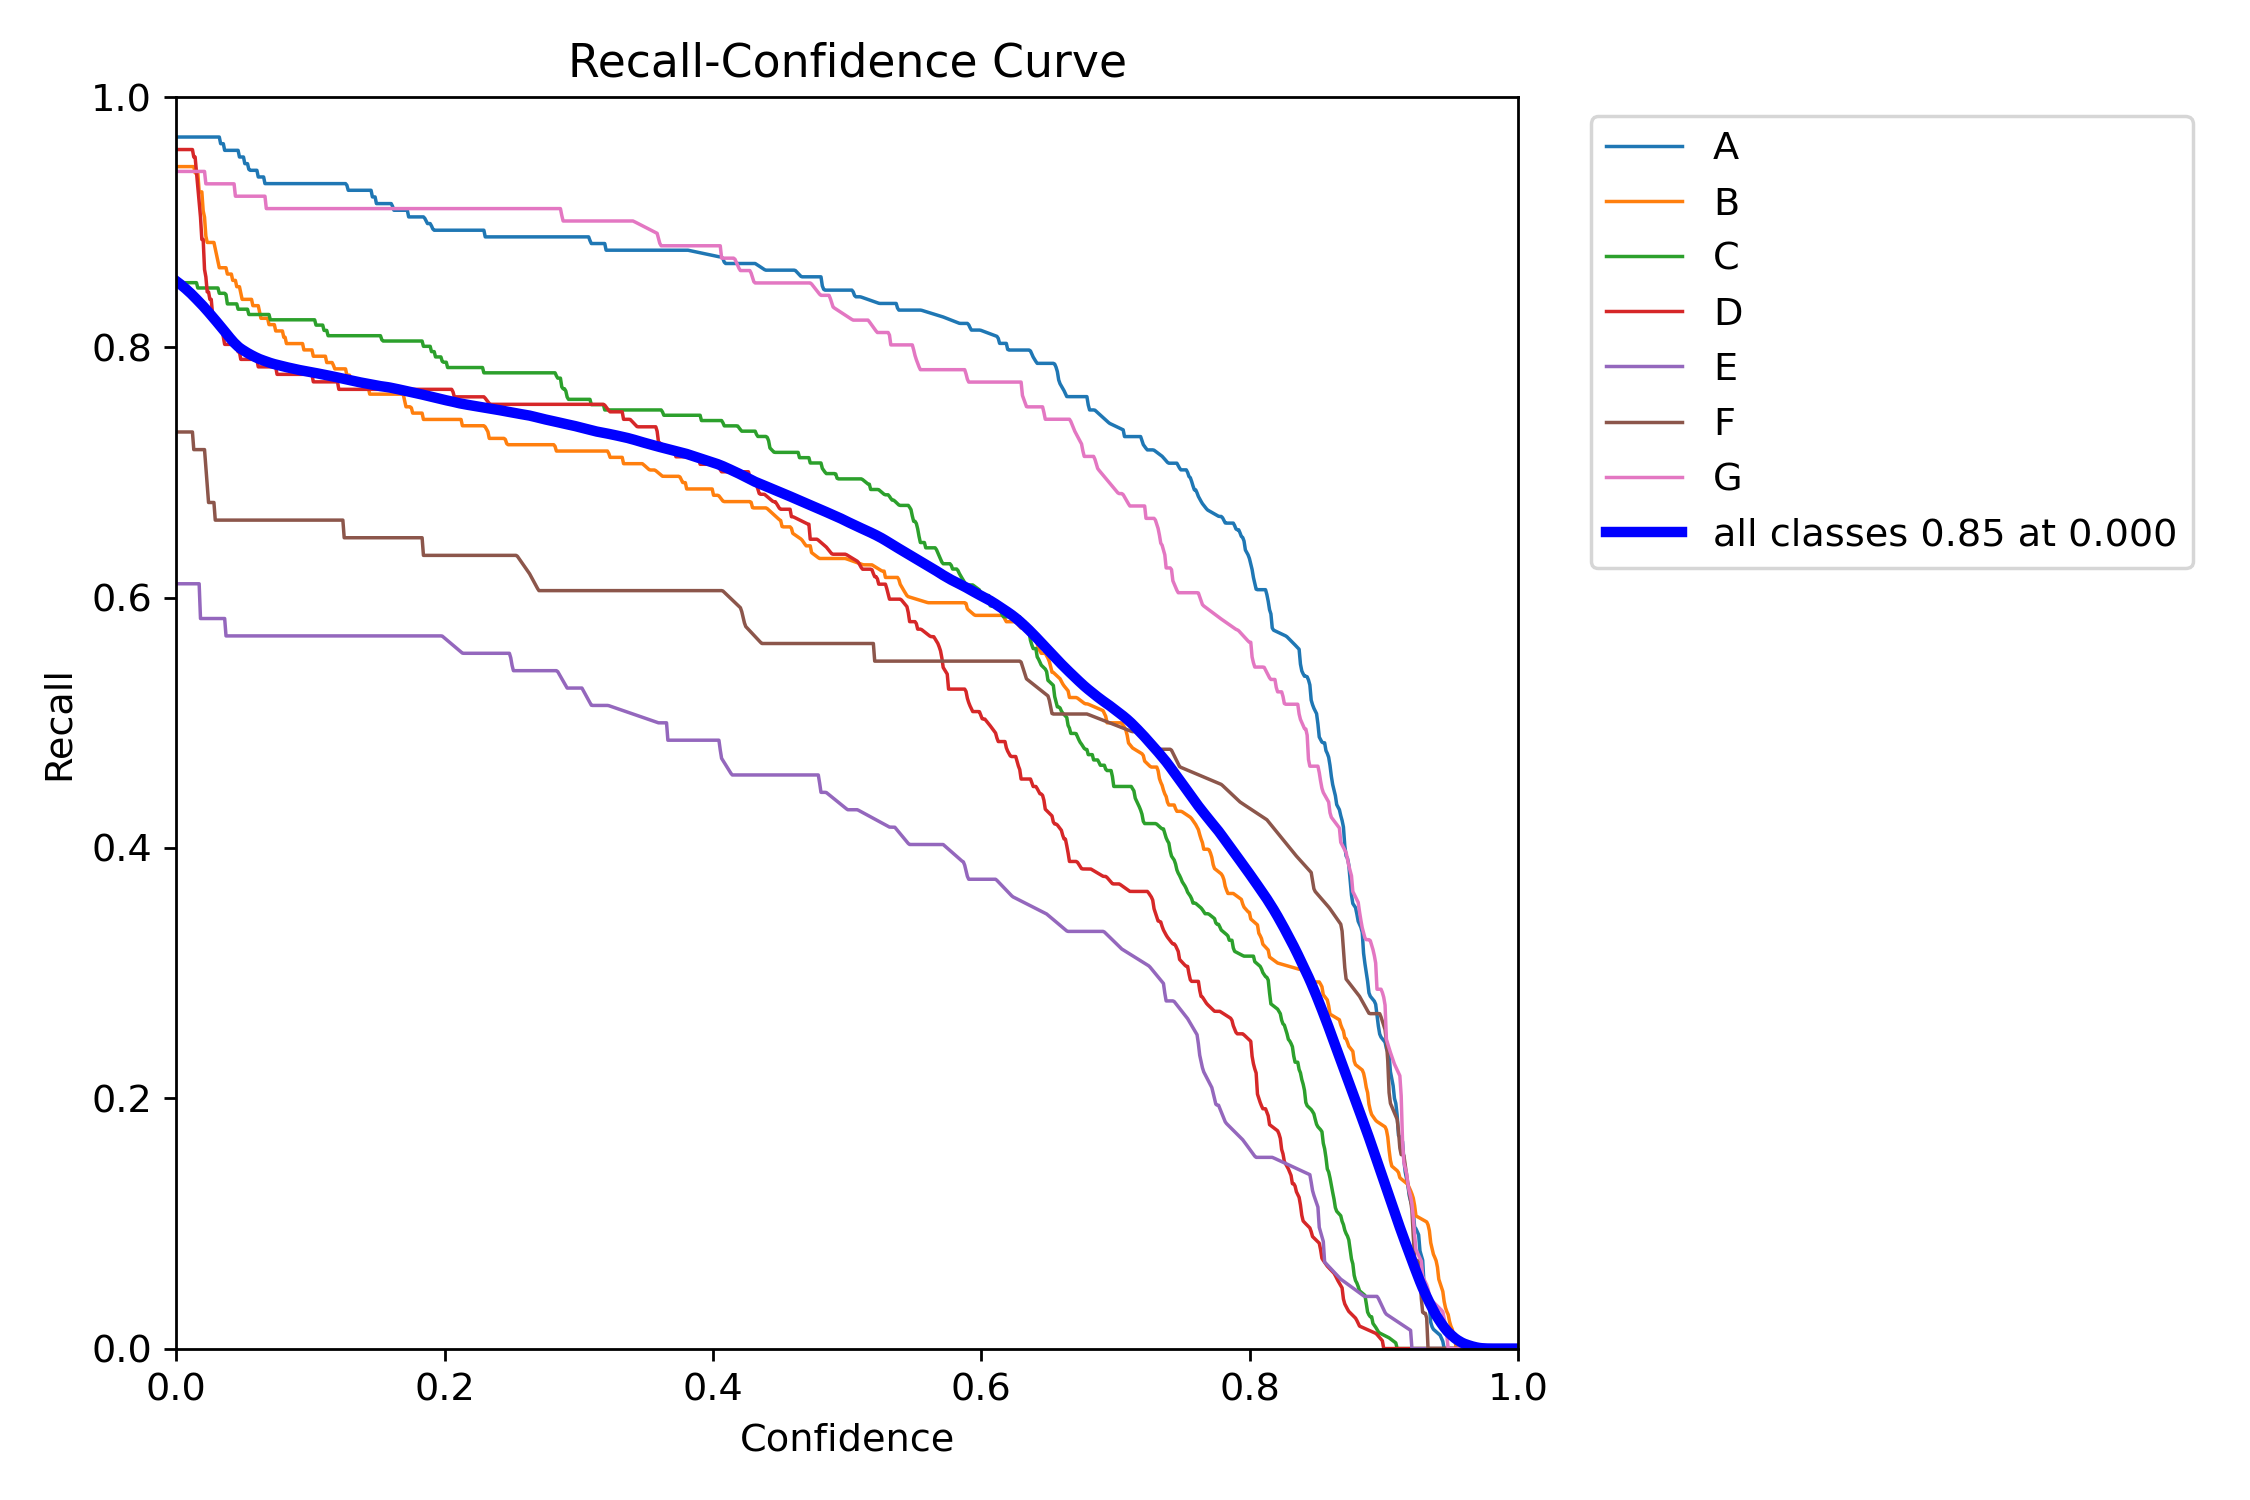 Recall-Confidence Curve
1.0
0.8
0.6
0.4
0.2
0.0
Recall
0.0 0.2 0.4 0.6 0.8 1.0
Confidence
A
B
C
D
E
F
G
all classes 0.85 at 0.000